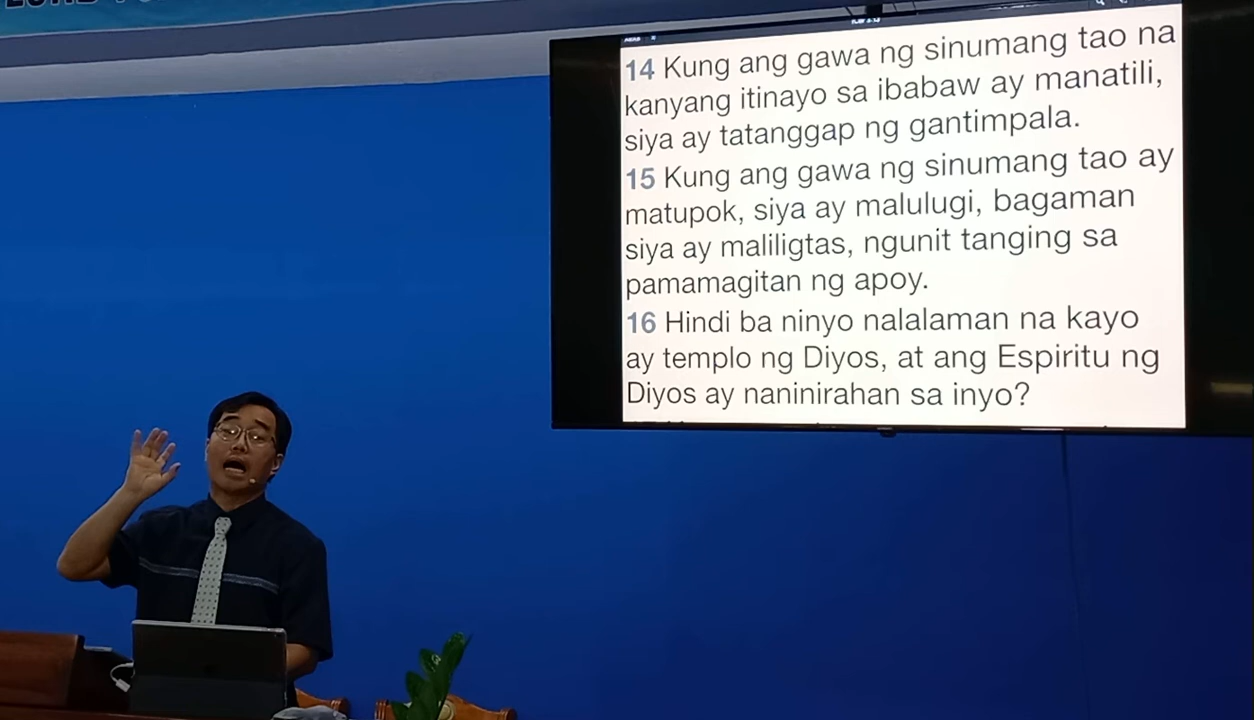 14 Kung ang gawa ng sinumang tao na
kanyang itinayo sa ibabaw ay manatili,
siya ay tatanggap ng gantimpala.
15 Kung ang gawa ng sinumang tao ay
matupok, siya ay malulugi, bagaman
siya ay maliligtas, ngunit tanging sa
pamamagitan ng apoy.
16 Hindi ba ninyo nalalaman na kayo
ay templo ng Diyos, at ang Espiritu ng
Diyos ay naninirahan sa inyo?